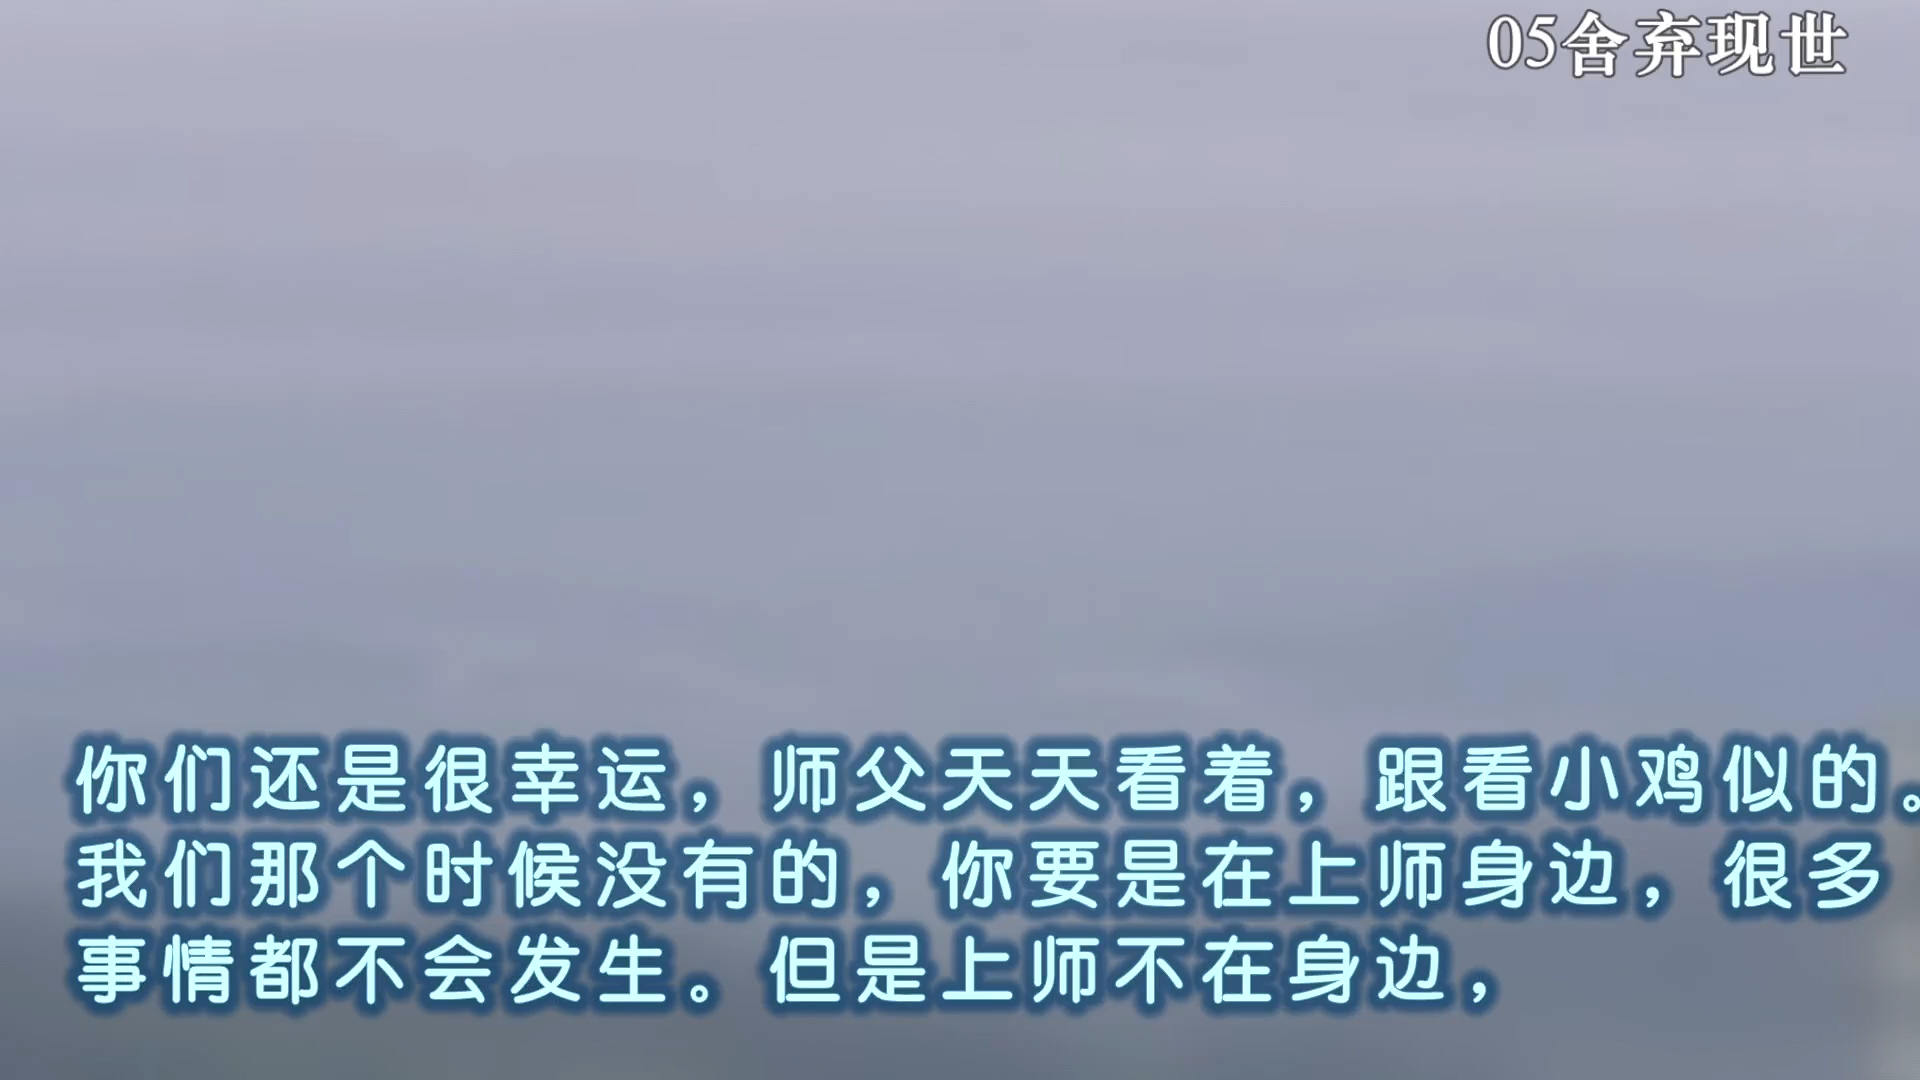 05舍弃现世
你们还是很幸运，师父天天看着，跟看小鸡似的。
我们那个时候没有的，你要是在上师身边，很多
事情都不会发生。但是上师不在身边，